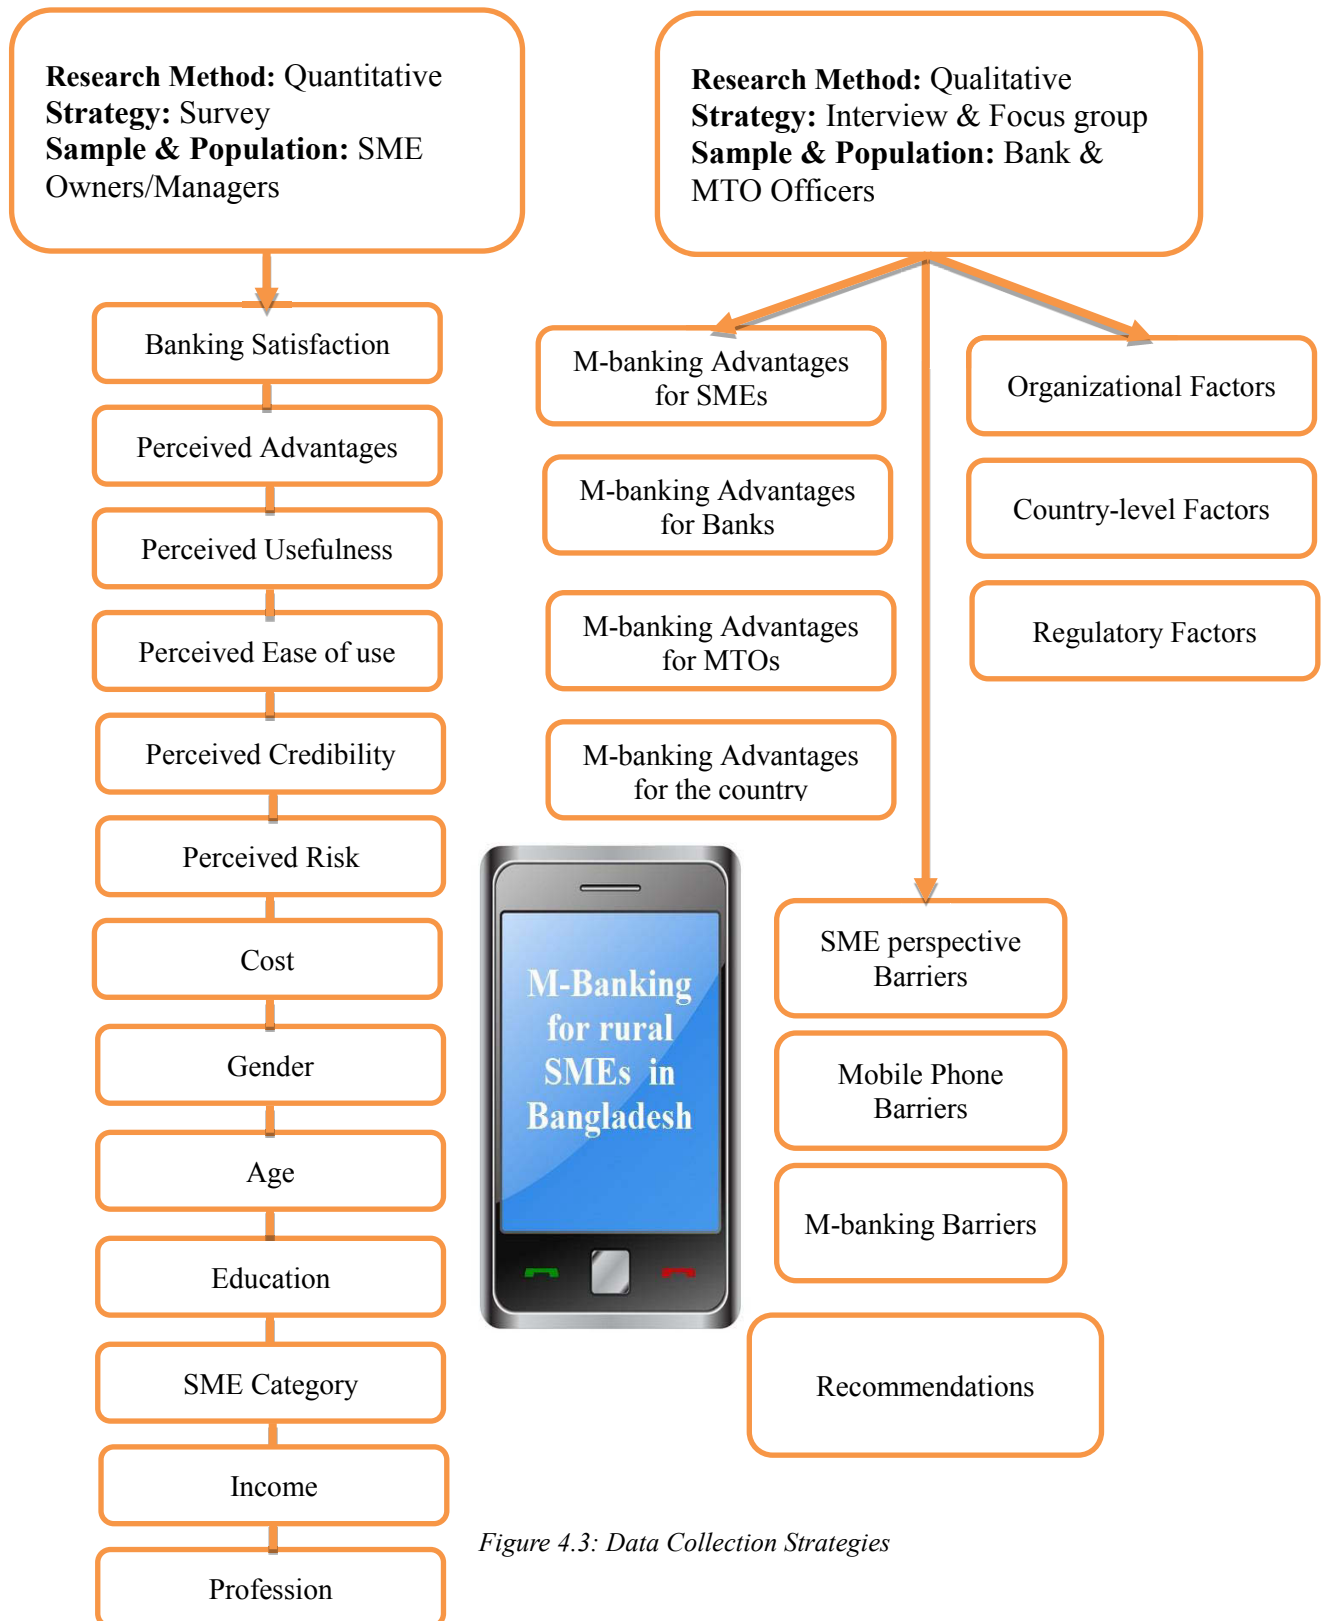 Research Method: Quantitative
Strategy: Survey
Sample & Population: SME
Owners/Managers
Research Method: Qualitative
Strategy: Interview & Focus group
Sample & Population: Bank &
MTO Officers
Banking Satisfaction
Perceived Advantages
Perceived Usefulness
Perceived Ease of use
Perceived Credibility
Perceived Risk
Cost
Gender
Age
Education
SME Category
Income
Profession
M-banking Advantages
for SMEs
M-banking Advantages
for Banks
M-banking Advantages
for MTOs
M-banking Advantages
for the country
Organizational Factors
Country-level Factors
Regulatory Factors
M-Banking
for rural
SMEs in
Bangladesh
SME perspective
Barriers
Mobile Phone
Barriers
M-banking Barriers
Recommendations
Figure 4.3: Data Collection Strategies